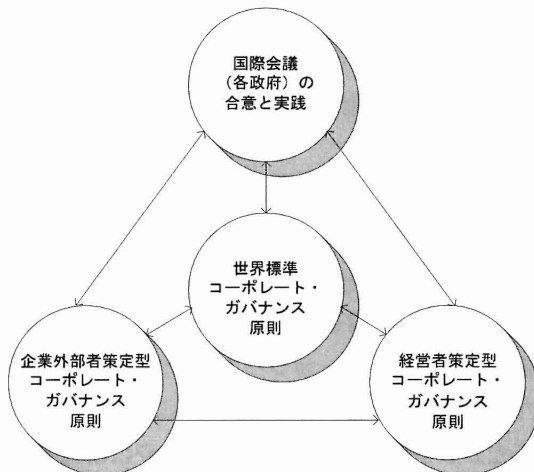 国際会議
（各政府）の
合意と実践
世界標準
コーポレート・
ガバナンス
原則
企業外部者策定型
コーポレート・
ガバナンス
原則
経営者策定型
コーポレート・
ガバナンス
原則